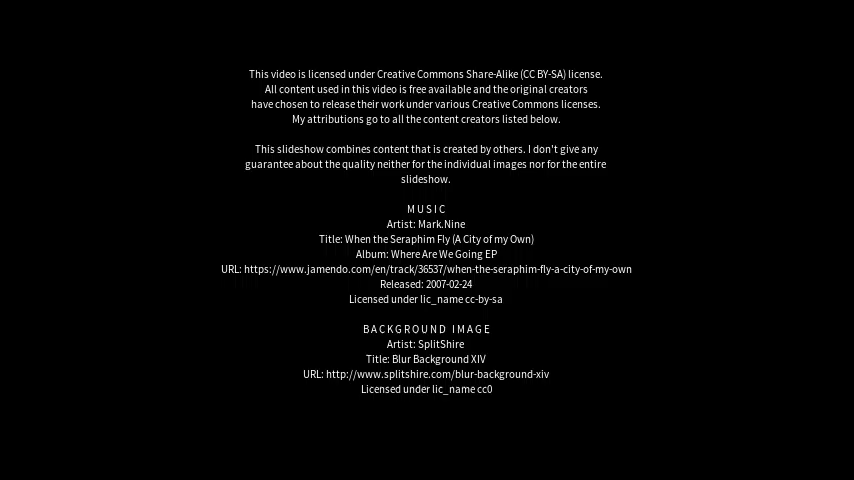 This video is licensed under Creative Commons Share-Alike (CC BY-SA) license.
All content used in this video is free available and the original creators
have chosen to release their work under various Creative Commons licenses.
My attributions go to all the content creators listed below.
This slideshow combines content that is created by others. I don't give any
guarantee about the quality neither for the individual images nor for the entire
slideshow.
MUSIC
Artist: Mark.Nine
Title: When the Seraphim Fly (A City of my Own)
Album: Where Are We Going EP
URL: https://www.jamendo.com/en/track/36537/when-the-seraphim-fly-a-city-of-my-own
Released: 2007-02-24
Licensed under lic_name cc-by-sa
BACKGROUND IMAGE
Artist: SplitShire
Title: Blur Background XIV
URL: http://www.splitshire.com/blur-background-xiv
Licensed under lic_name cc0